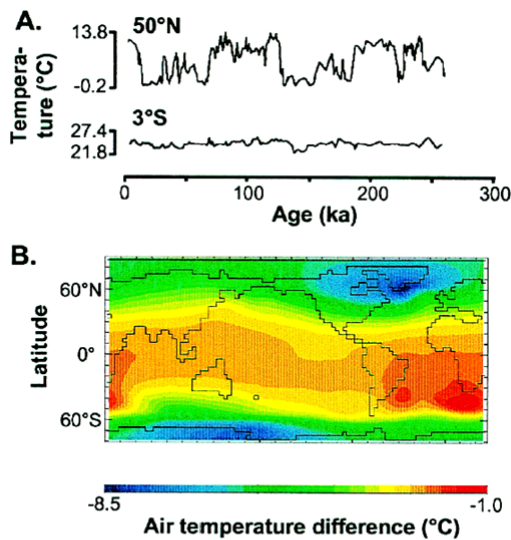 A.
Tempera-
ture (°C)
13.8
-0.2
50°N
27.4
21.8
3°S
0 100 200 300
Age (ka)
B.
Latitude
60°N
0°
60°S
-8.5 -1.0
Air temperature difference (°C)